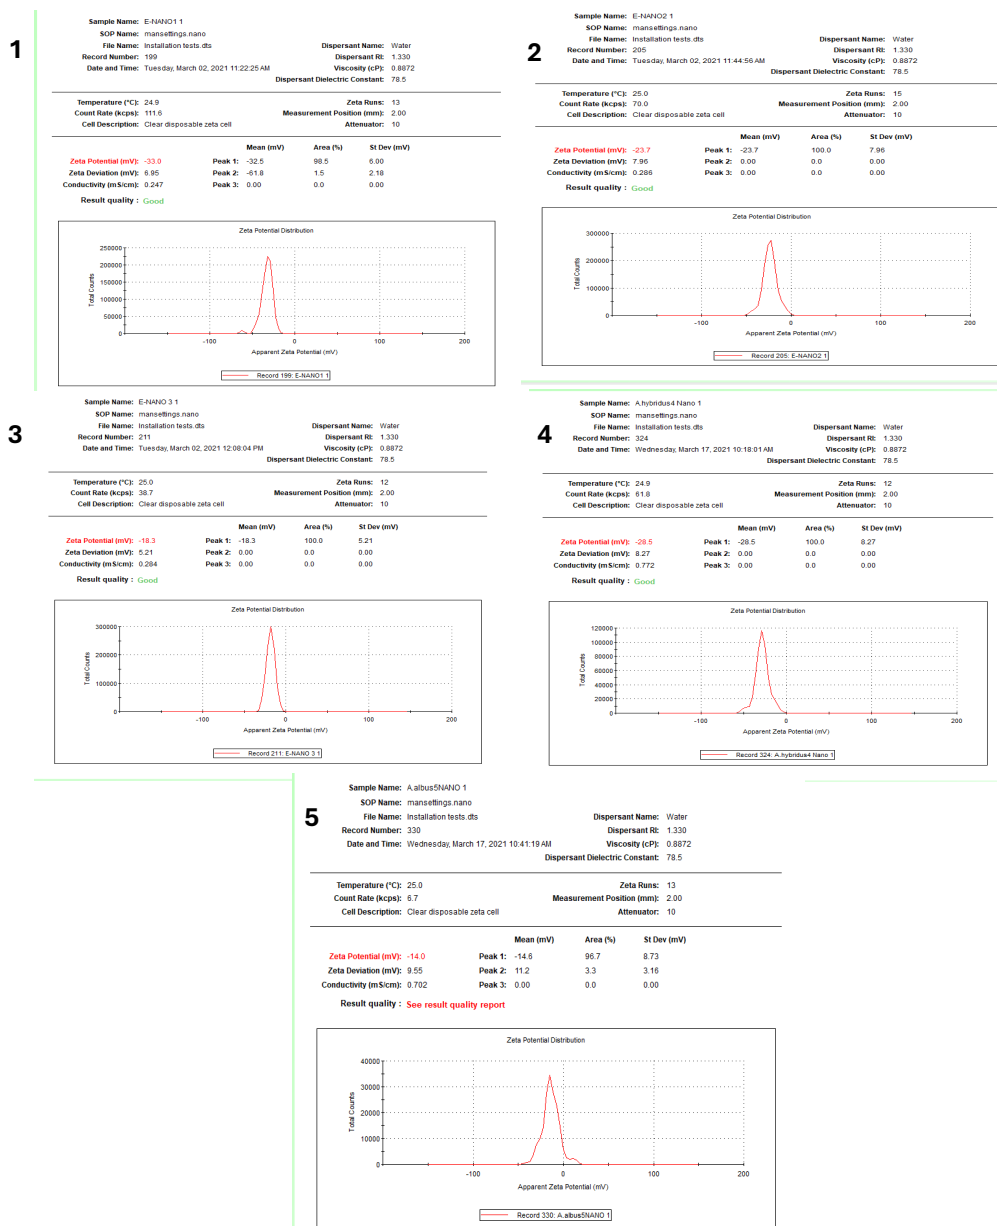 1
Sample Name: E-NANO1 1
SOP Name: mansettings.nano
File Name: Installation tests.dts Dispersant Name: Water
Record Number: 199 Dispersant RI: 1.330
Date and Time: Tuesday, March 02, 2021 11:22:25 AM Viscosity (cP): 0.8872
Dispersant Dielectric Constant: 78.5
Temperature (°C): 24.9 Zeta Runs: 13
Count Rate (kcps): 111.6 Measurement Position (mm): 2.00
Cell Description: Clear disposable zeta cell Attenuator: 10
Mean (mV) Area (%) St Dev (mV)
Zeta Potential (mV): -33.0 Peak 1: -32.5 98.5 6.00
Zeta Deviation (mV): 6.95 Peak 2: -61.8 1.5 2.18
Conductivity (mS/cm): 0.247 Peak 3: 0.00 0.0 0.00
Result quality : Good
Zeta Potential Distribution
Total Counts
250000
200000
150000
100000
50000
0
-100 0 100 200
Apparent Zeta Potential (mV)
Record 199: E-NANO1 1
2
Sample Name: E-NANO2 1
SOP Name: mansettings.nano
File Name: Installation tests.dts Dispersant Name: Water
Record Number: 205 Dispersant RI: 1.330
Date and Time: Tuesday, March 02, 2021 11:44:56 AM Viscosity (cP): 0.8872
Dispersant Dielectric Constant: 78.5
Temperature (°C): 25.0 Zeta Runs: 15
Count Rate (kcps): 70.0 Measurement Position (mm): 2.00
Cell Description: Clear disposable zeta cell Attenuator: 10
Mean (mV) Area (%) St Dev (mV)
Zeta Potential (mV): -23.7 Peak 1: -23.7 100.0 7.96
Zeta Deviation (mV): 7.96 Peak 2: 0.00 0.0 0.00
Conductivity (mS/cm): 0.286 Peak 3: 0.00 0.0 0.00
Result quality : Good
Zeta Potential Distribution
Total Counts
300000
200000
100000
0
-100 0 100 200
Apparent Zeta Potential (mV)
Record 205: E-NANO2 1
3
Sample Name: E-NANO 3 1
SOP Name: mansettings.nano
File Name: Installation tests.dts Dispersant Name: Water
Record Number: 211 Dispersant RI: 1.330
Date and Time: Tuesday, March 02, 2021 12:08:04 PM Viscosity (cP): 0.8872
Dispersant Dielectric Constant: 78.5
Temperature (°C): 25.0 Zeta Runs: 12
Count Rate (kcps): 38.7 Measurement Position (mm): 2.00
Cell Description: Clear disposable zeta cell Attenuator: 10
Mean (mV) Area (%) St Dev (mV)
Zeta Potential (mV): -18.3 Peak 1: -18.3 100.0 5.21
Zeta Deviation (mV): 5.21 Peak 2: 0.00 0.0 0.00
Conductivity (mS/cm): 0.284 Peak 3: 0.00 0.0 0.00
Result quality : Good
Zeta Potential Distribution
Total Counts
300000
200000
100000
0
-100 0 100 200
Apparent Zeta Potential (mV)
Record 211: E-NANO 3 1
4
Sample Name: A.hybridus4 Nano 1
SOP Name: mansettings.nano
File Name: Installation tests.dts Dispersant Name: Water
Record Number: 324 Dispersant RI: 1.330
Date and Time: Wednesday, March 17, 2021 10:18:01 AM Viscosity (cP): 0.8872
Dispersant Dielectric Constant: 78.5
Temperature (°C): 24.9 Zeta Runs: 12
Count Rate (kcps): 61.8 Measurement Position (mm): 2.00
Cell Description: Clear disposable zeta cell Attenuator: 10
Mean (mV) Area (%) St Dev (mV)
Zeta Potential (mV): -28.5 Peak 1: -28.5 100.0 8.27
Zeta Deviation (mV): 8.27 Peak 2: 0.00 0.0 0.00
Conductivity (mS/cm): 0.772 Peak 3: 0.00 0.0 0.00
Result quality : Good
Zeta Potential Distribution
Total Counts
120000
100000
80000
60000
40000
20000
0
-100 0 100 200
Apparent Zeta Potential (mV)
Record 324: A.hybridus4 Nano 1
5
Sample Name: A.albus5NANO 1
SOP Name: mansettings.nano
File Name: Installation tests.dts Dispersant Name: Water
Record Number: 330 Dispersant RI: 1.330
Date and Time: Wednesday, March 17, 2021 10:41:19 AM Viscosity (cP): 0.8872
Dispersant Dielectric Constant: 78.5
Temperature (°C): 25.0 Zeta Runs: 13
Count Rate (kcps): 6.7 Measurement Position (mm): 2.00
Cell Description: Clear disposable zeta cell Attenuator: 10
Mean (mV) Area (%) St Dev (mV)
Zeta Potential (mV): -14.0 Peak 1: -14.6 96.7 8.73
Zeta Deviation (mV): 9.55 Peak 2: 11.2 3.3 3.16
Conductivity (mS/cm): 0.702 Peak 3: 0.00 0.0 0.00
Result quality : See result quality report
Zeta Potential Distribution
Total Counts
40000
30000
20000
10000
0
-100 0 100 200
Apparent Zeta Potential (mV)
Record 330: A.albus5NANO 1